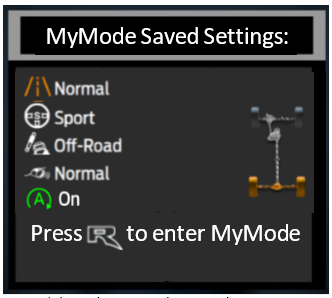 MyMode Saved Settings:
Normal
S Sport
Off-Road
Normal
A On
Press R to enter MyMode